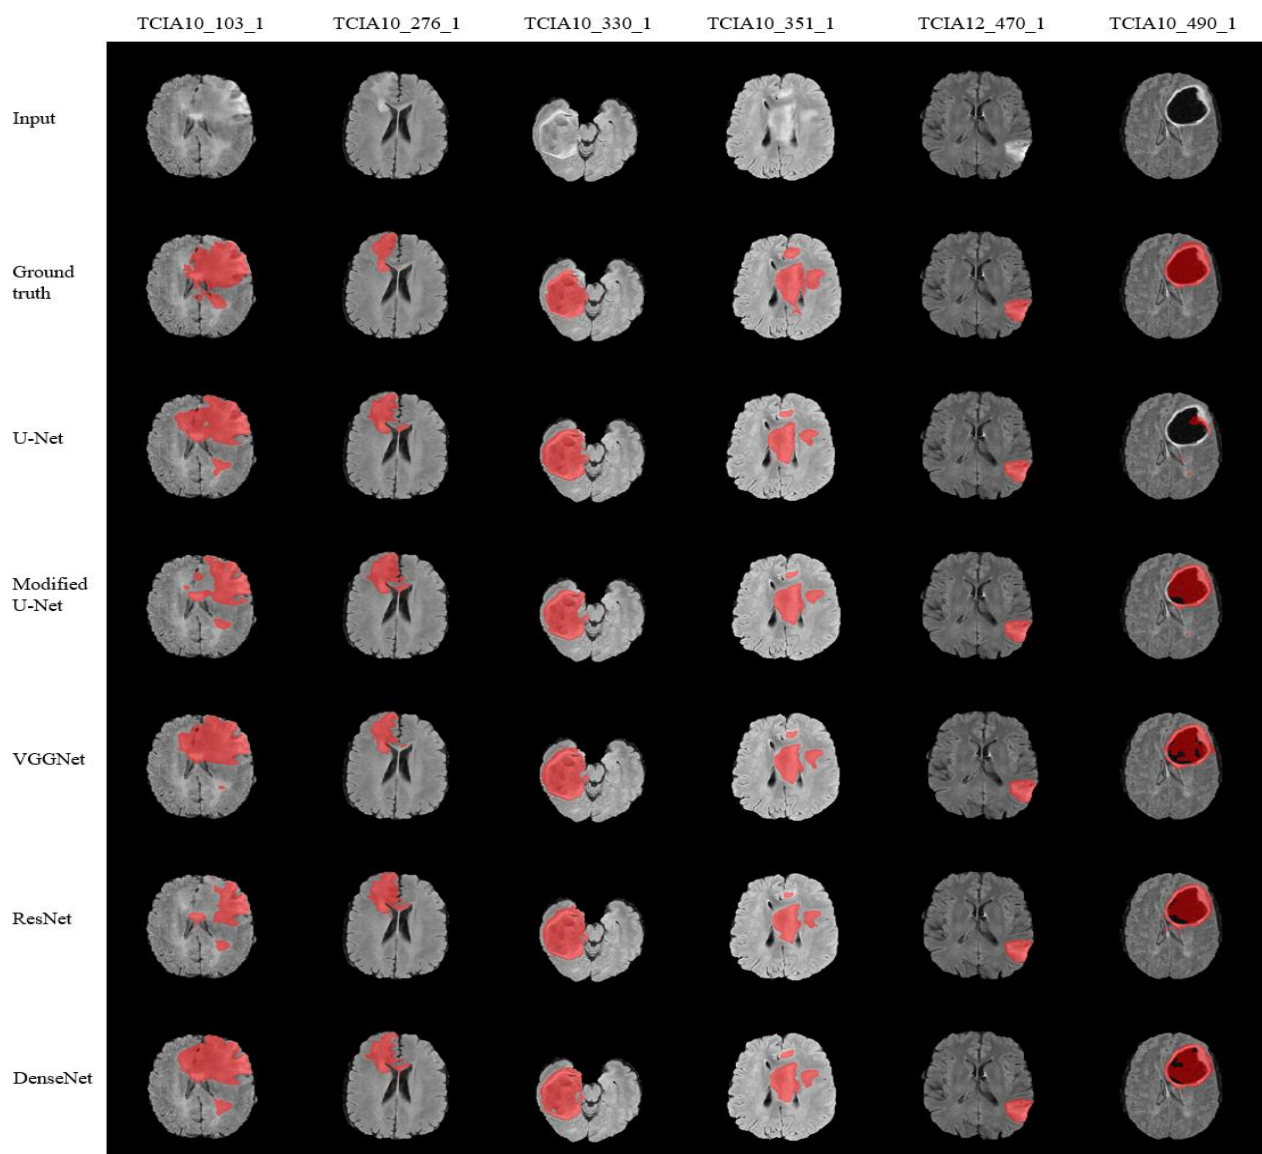 TCIA10_103_1 TCIA10_276_1 TCIA10_330_1 TCIA10_351_1 TCIA12_470_1 TCIA10_490_1
Input
Ground
truth
U-Net
Modified
U-Net
VGGNet
ResNet
DenseNet